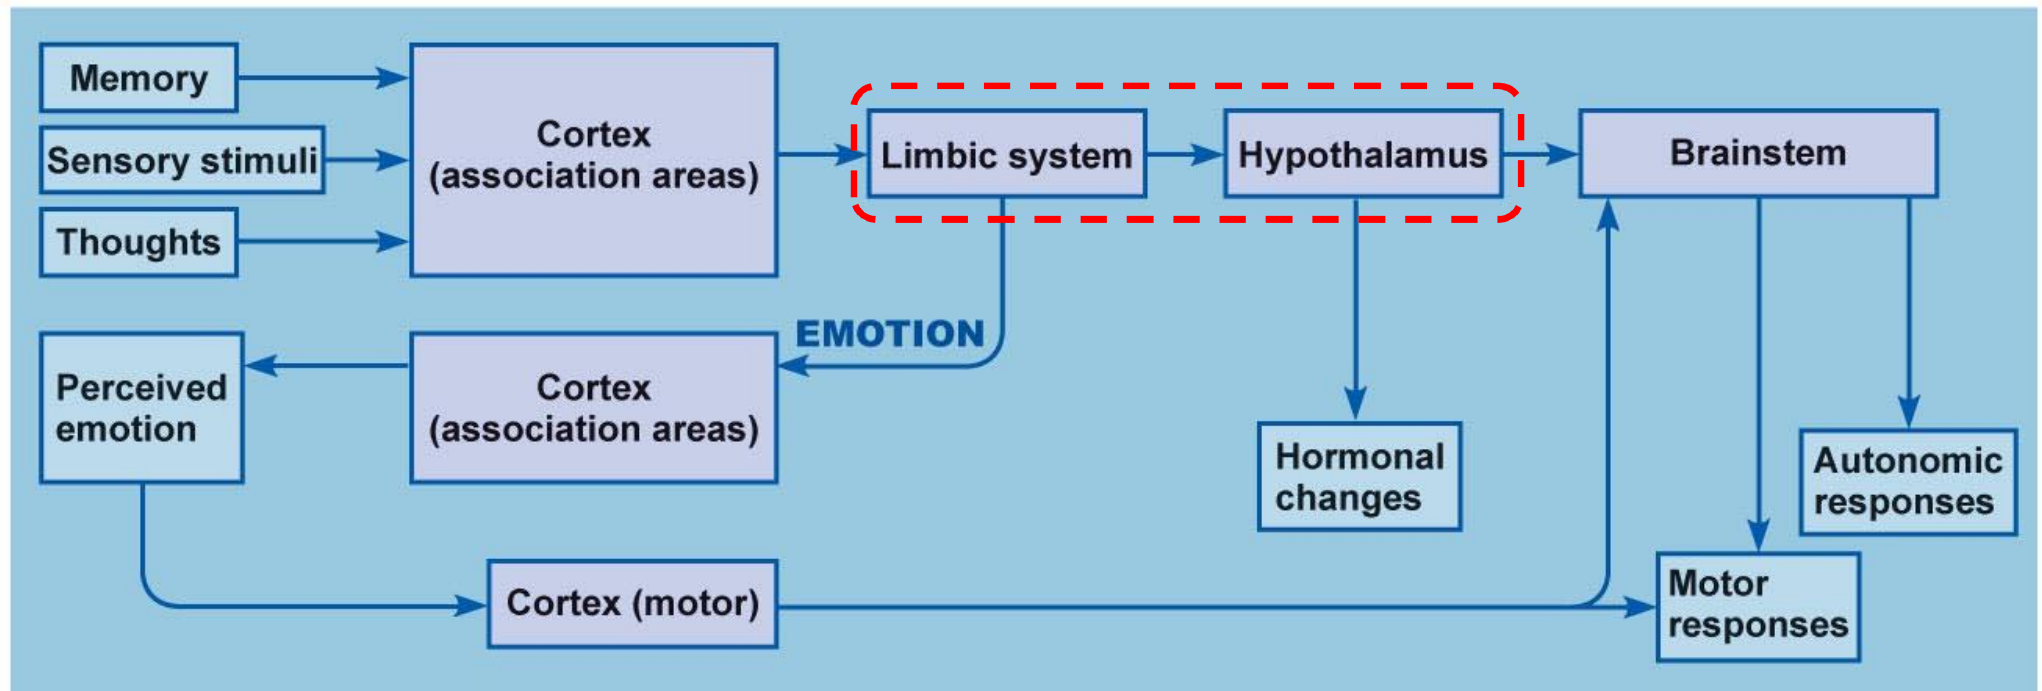 Memory
Sensory stimuli
Thoughts
Cortex
(association areas)
Limbic system
Hypothalamus
Brainstem
EMOTION
Perceived
emotion
Cortex
(association areas)
Hormonal
changes
Autonomic
responses
Cortex (motor)
Motor
responses